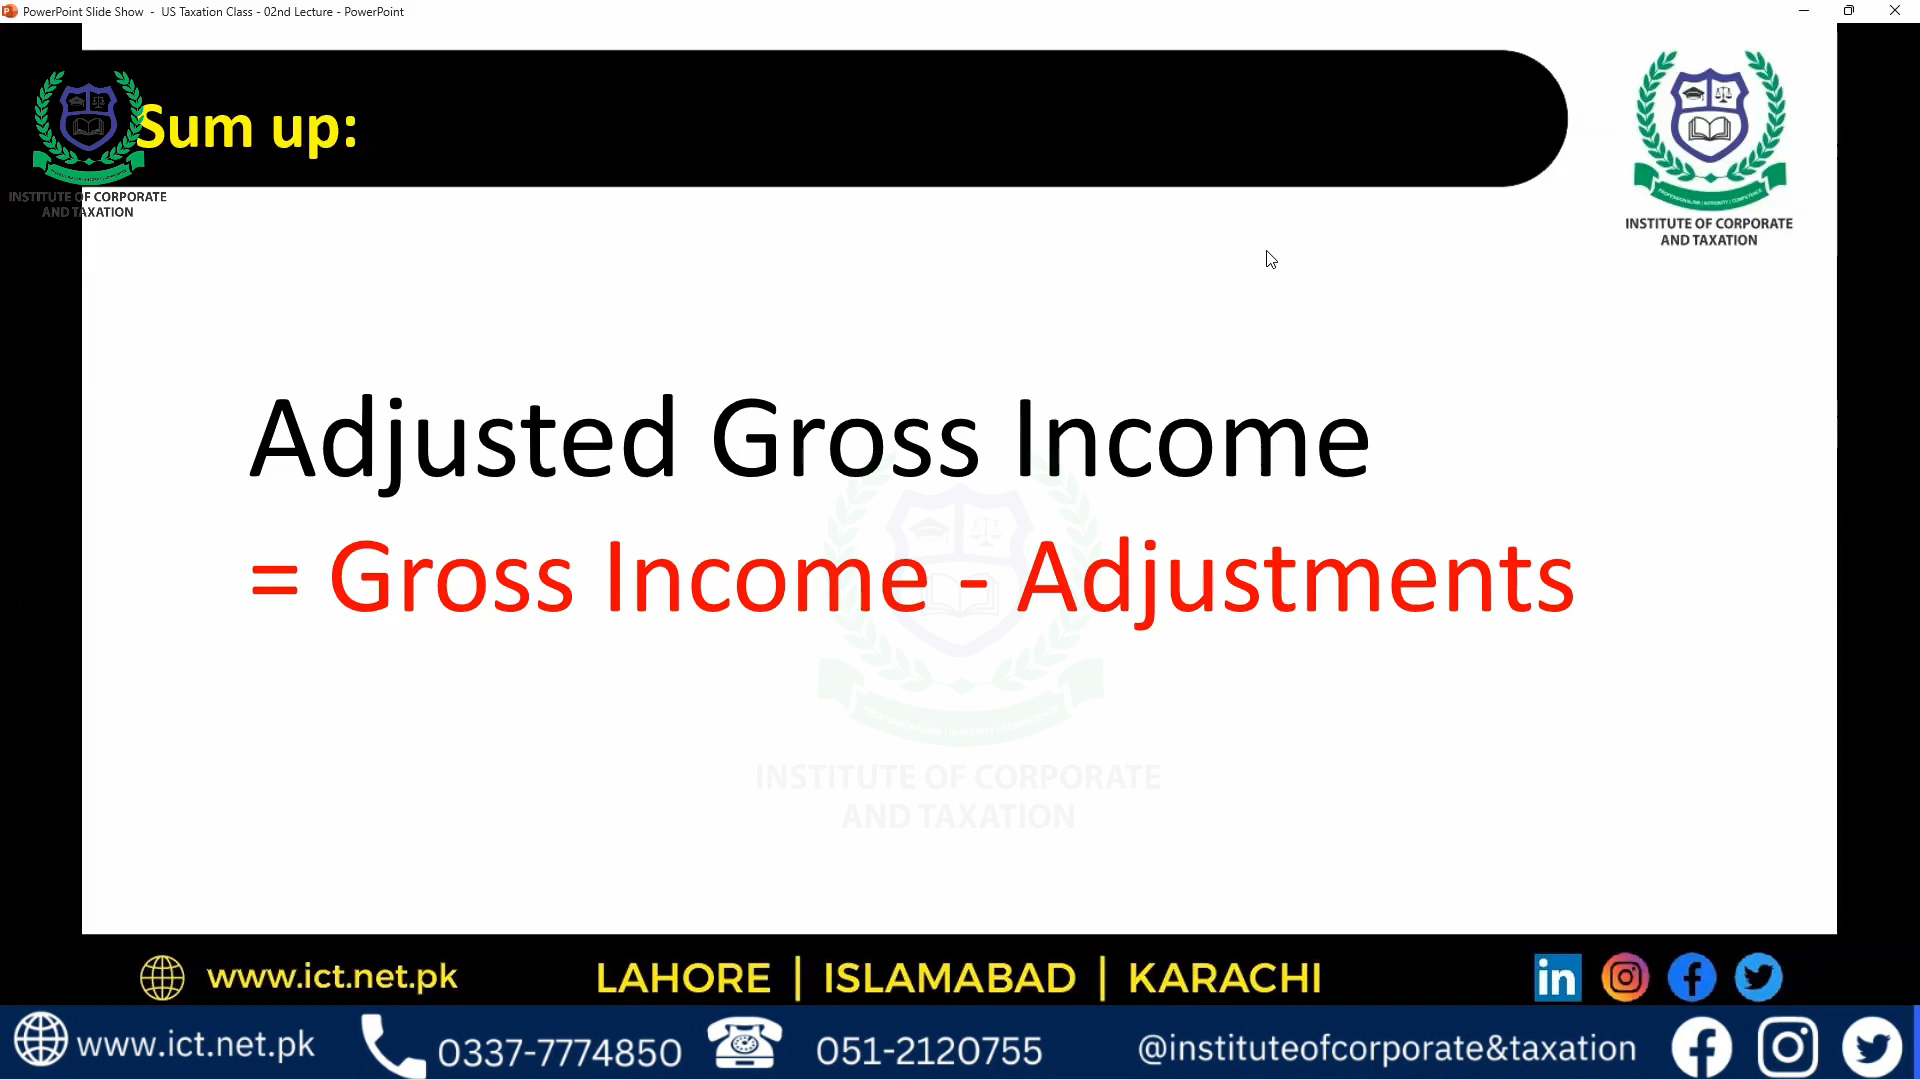 PowerPoint Slide Show - US Taxation Class - 02nd Lecture - PowerPoint
Sum up:
INSTITUTE OF CORPORATE
AND TAXATION
INSTITUTE OF CORPORATE
AND TAXATION
Adjusted Gross Income
= Gross Income - Adjustments
INSTITUTE OF CORPORATE
AND TAXATION
www.ict.net.pk
LAHORE | ISLAMABAD | KARACHI
www.ict.net.pk
0337-7774850
051-2120755
@instituteofcorporate&taxation